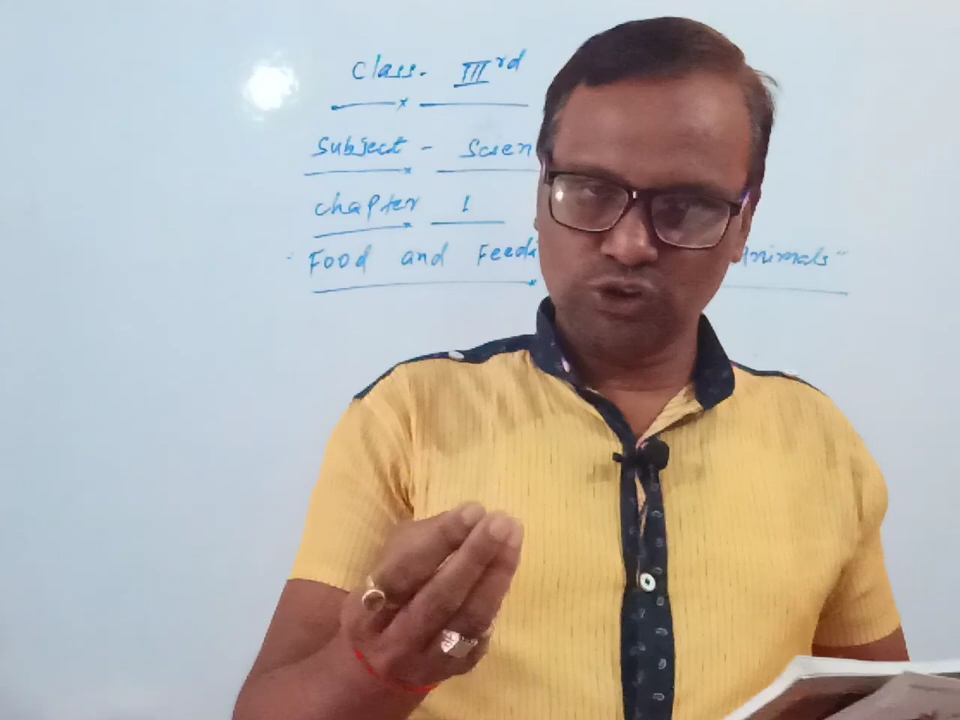 Class. IIIrd
Subject - Scien
Chapter 1
"Food and Feedi Animals"